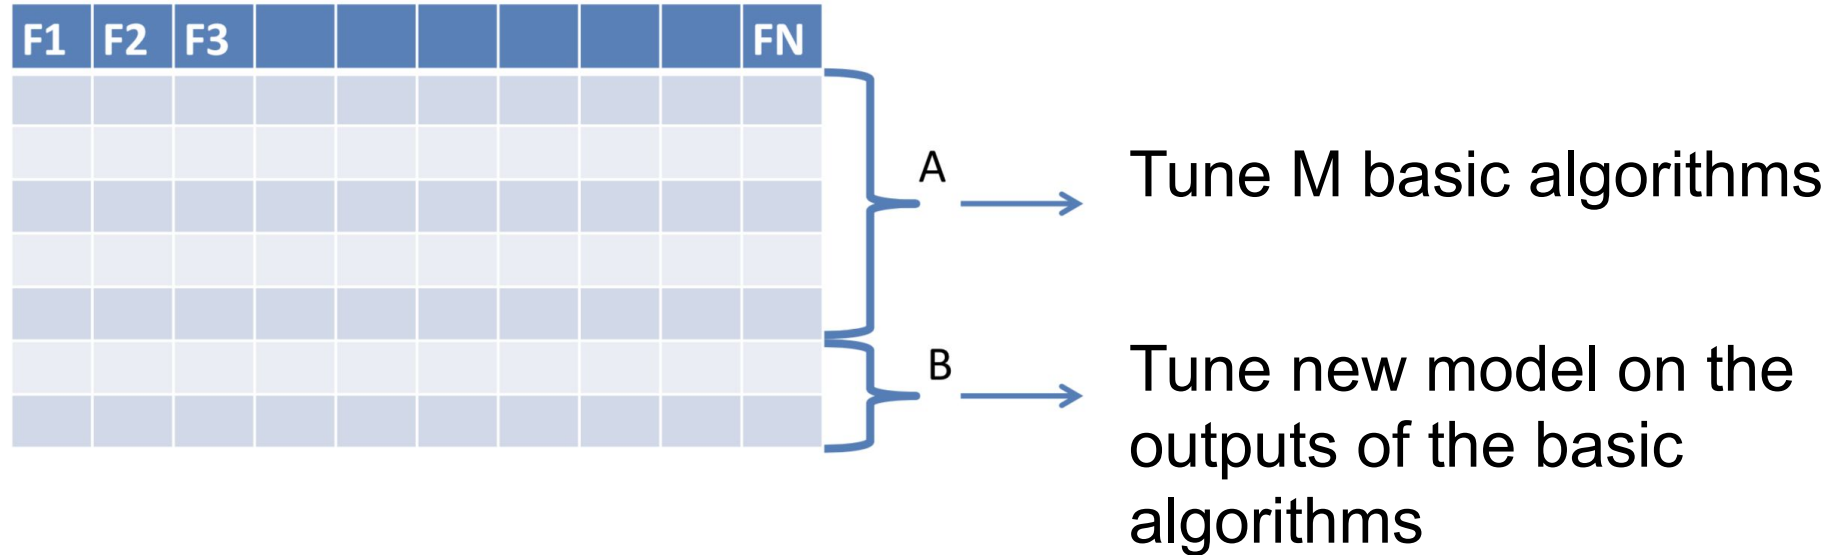 F1 F2 F3 FN
A
Tune M basic algorithms
B
Tune new model on the
outputs of the basic
algorithms